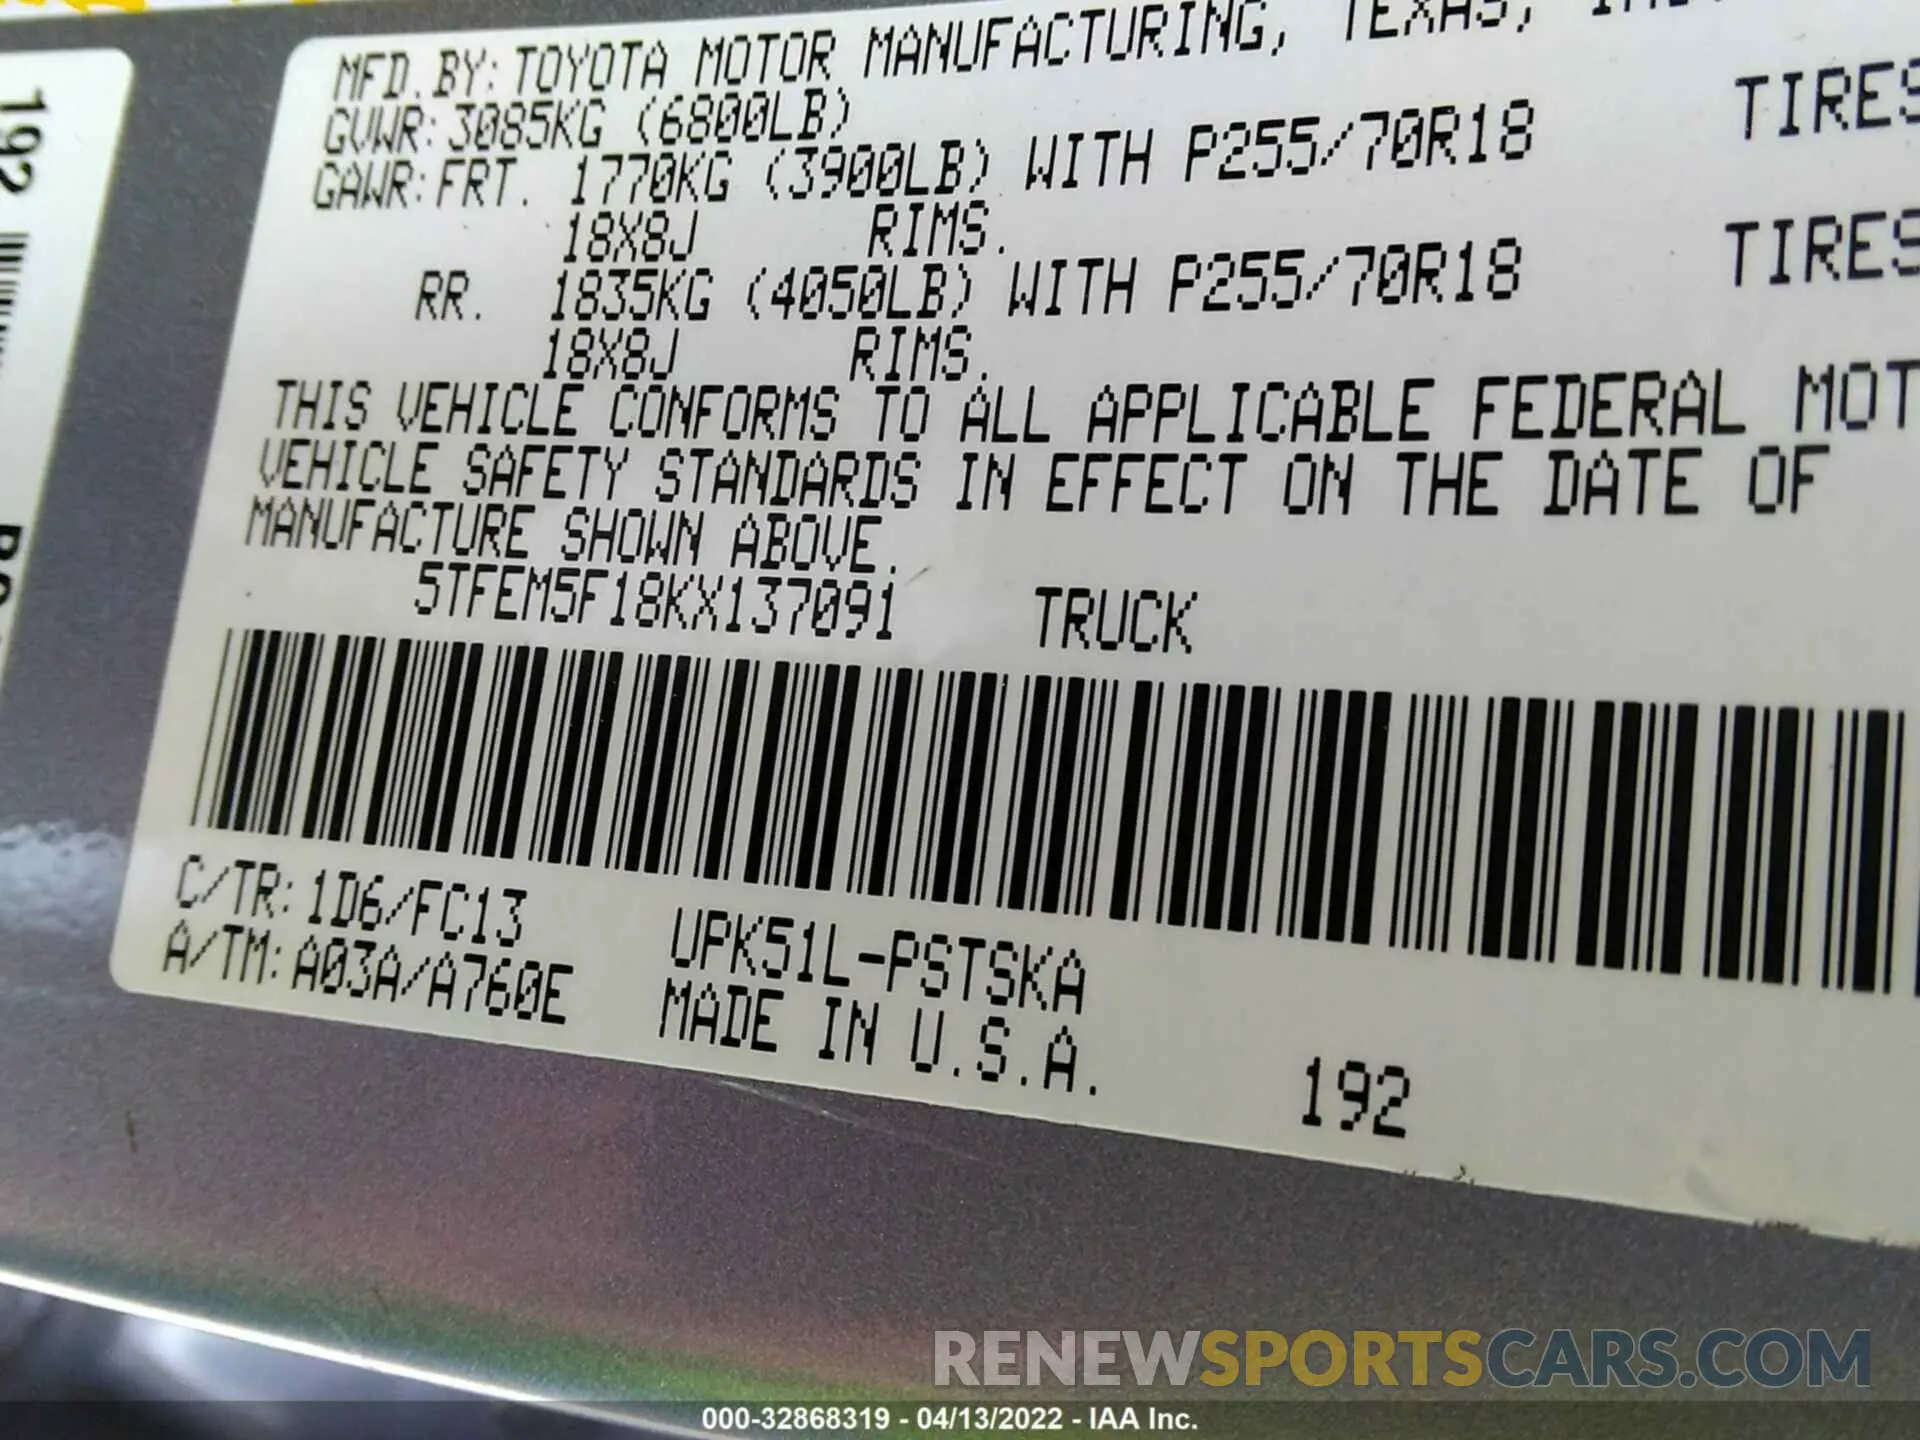 MFD.BY: TOYOTA MOTOR MANUFACTURING, TEXAS,
GVWR: 3085KG (6800LB)
GAWR: FRT. 1770KG (3900LB) WITH P255/70R18 TIRES
18X8J RIMS.
RR. 1835KG (4050LB) WITH P255/70R18 TIRES
18X8J RIMS.
THIS VEHICLE CONFORMS TO ALL APPLICABLE FEDERAL MOT
VEHICLE SAFETY STANDARDS IN EFFECT ON THE DATE OF
MANUFACTURE SHOWN ABOVE.
5TFEM5F18KX137091 TRUCK
C/TR: 1D6/FC13 UPK51L-PSTSKA
A/TM: A03A/A760E MADE IN U.S.A.
192
192
RENEWSPORTSCARS.COM
000-32868319 - 04/13/2022 - IAA Inc.